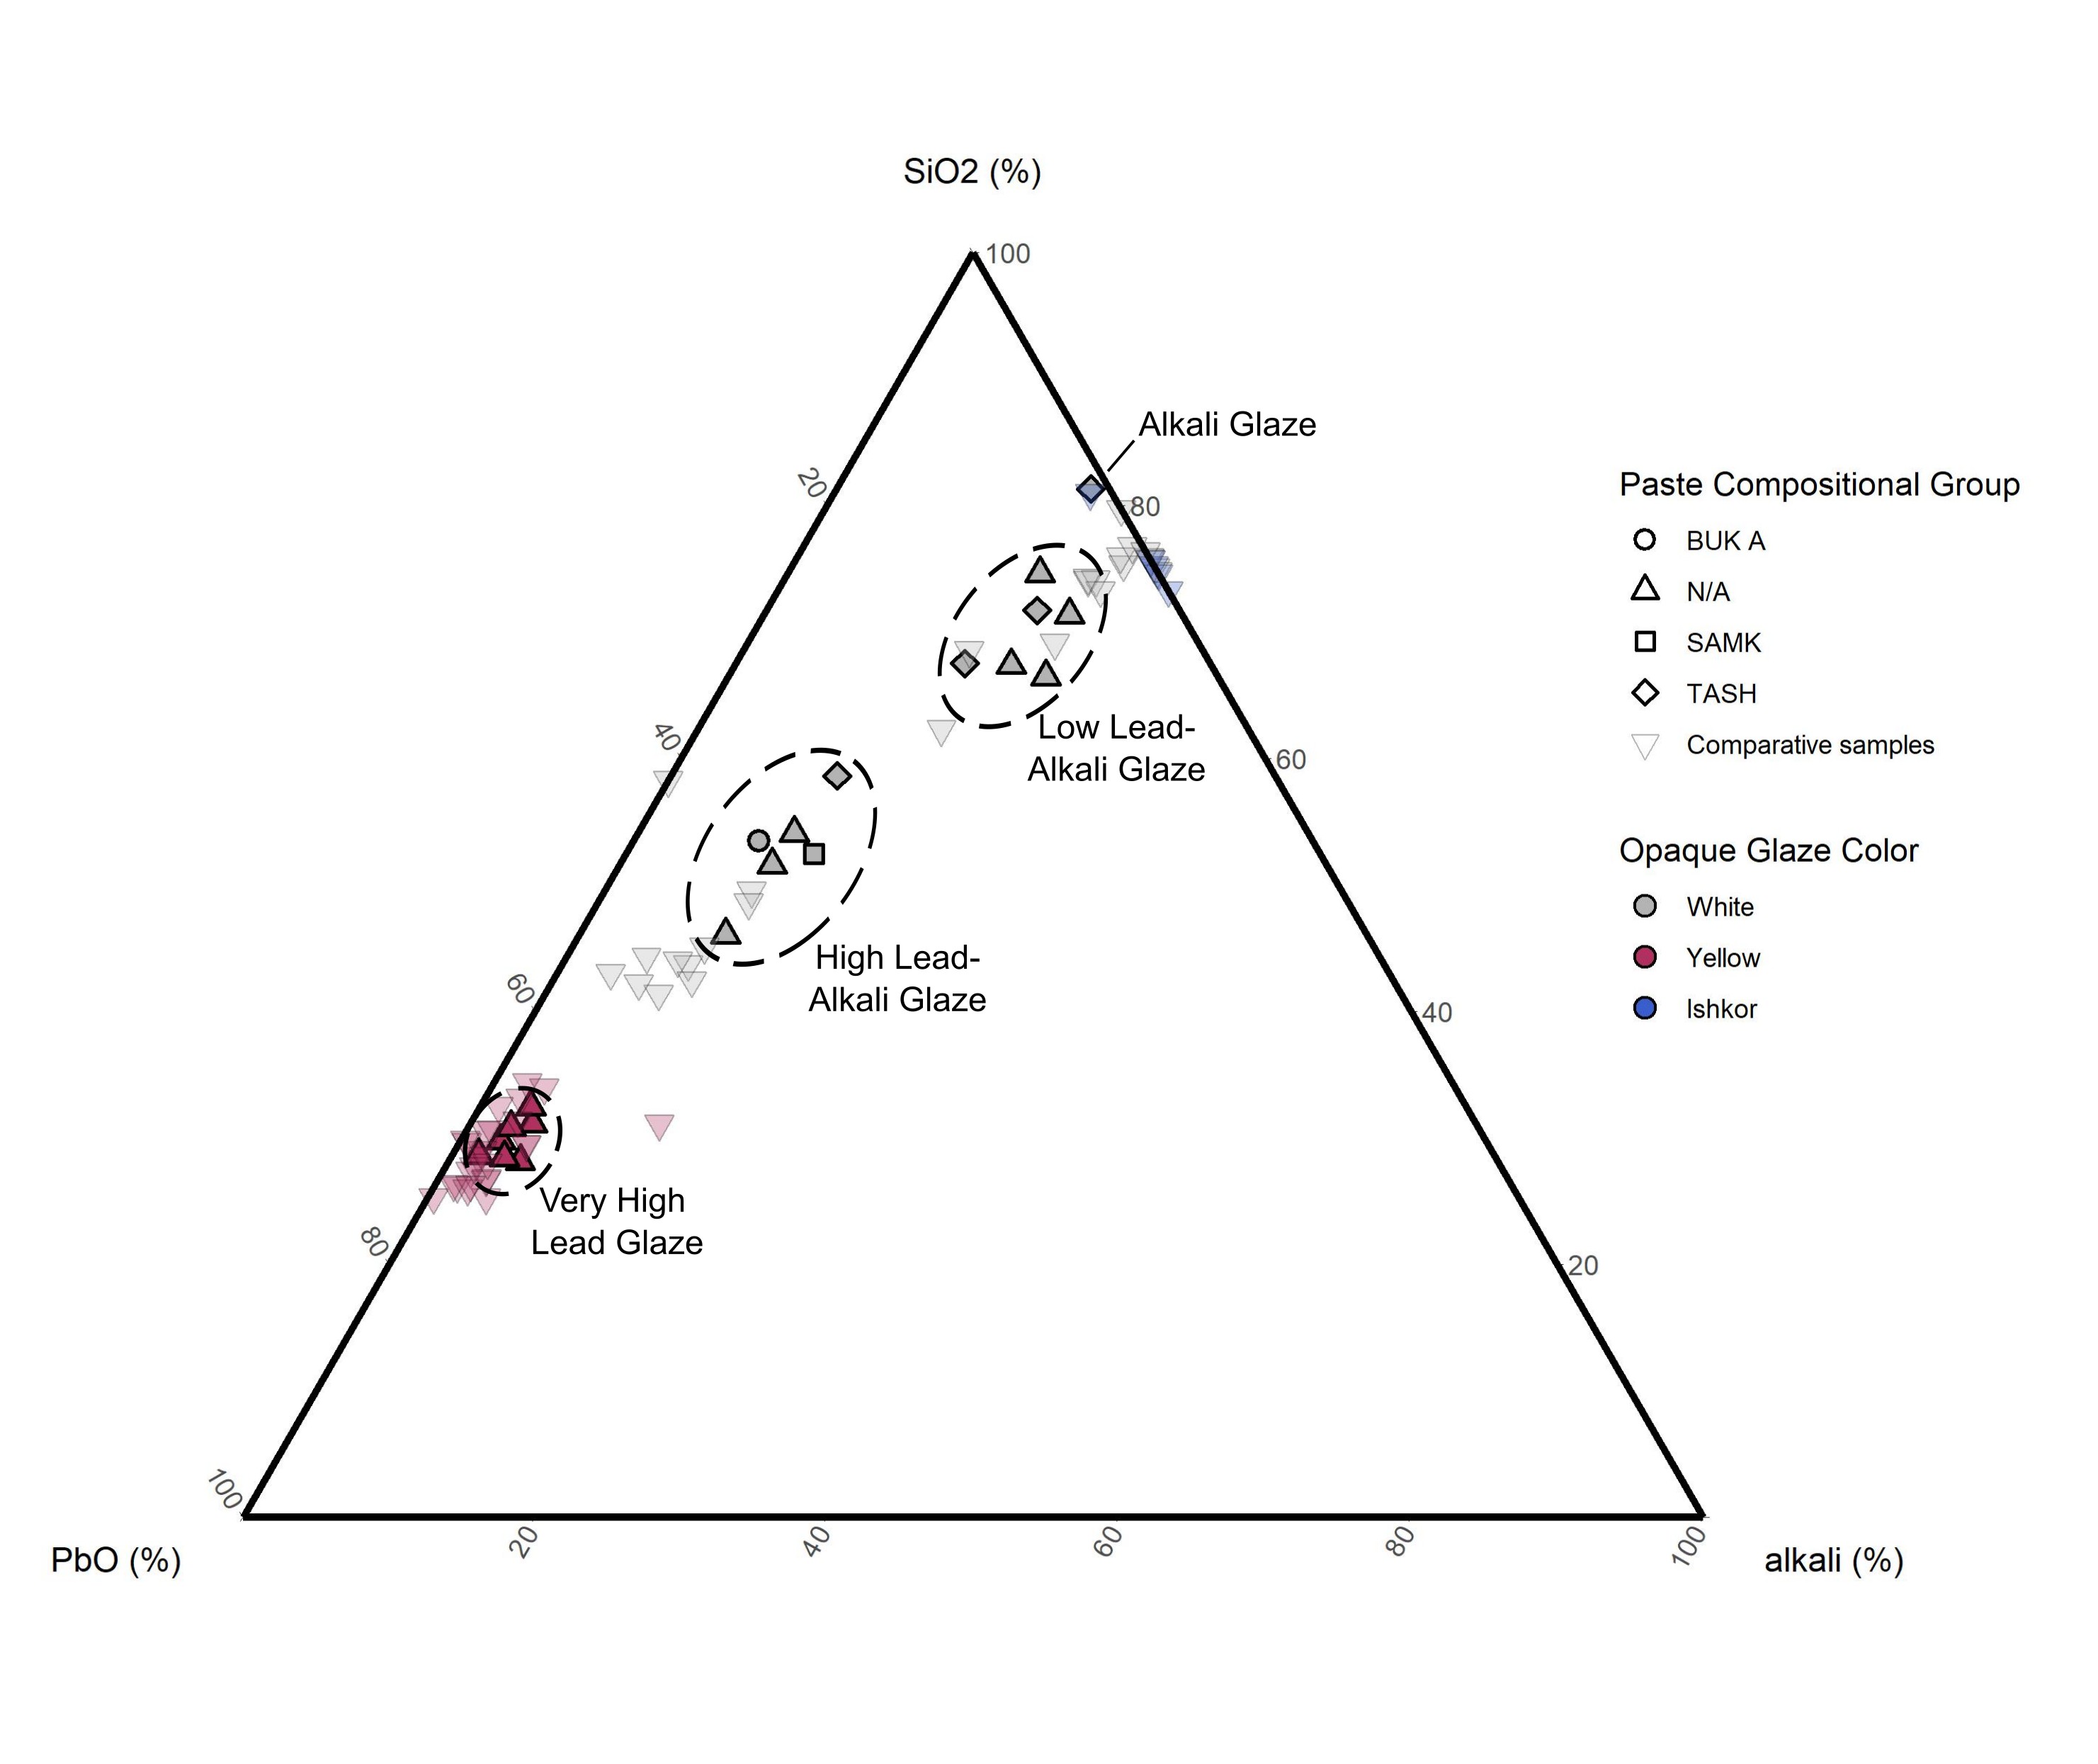 SiO2 (%)
100
Alkali Glaze
20
80
Low Lead-
Alkali Glaze
40
60
High Lead-
Alkali Glaze
60
40
Very High
Lead Glaze
80
20
100
PbO (%)
20
40
60
80
100
alkali (%)
Paste Compositional Group
BUK A
N/A
SAMK
TASH
Comparative samples
Opaque Glaze Color
White
Yellow
Ishkor